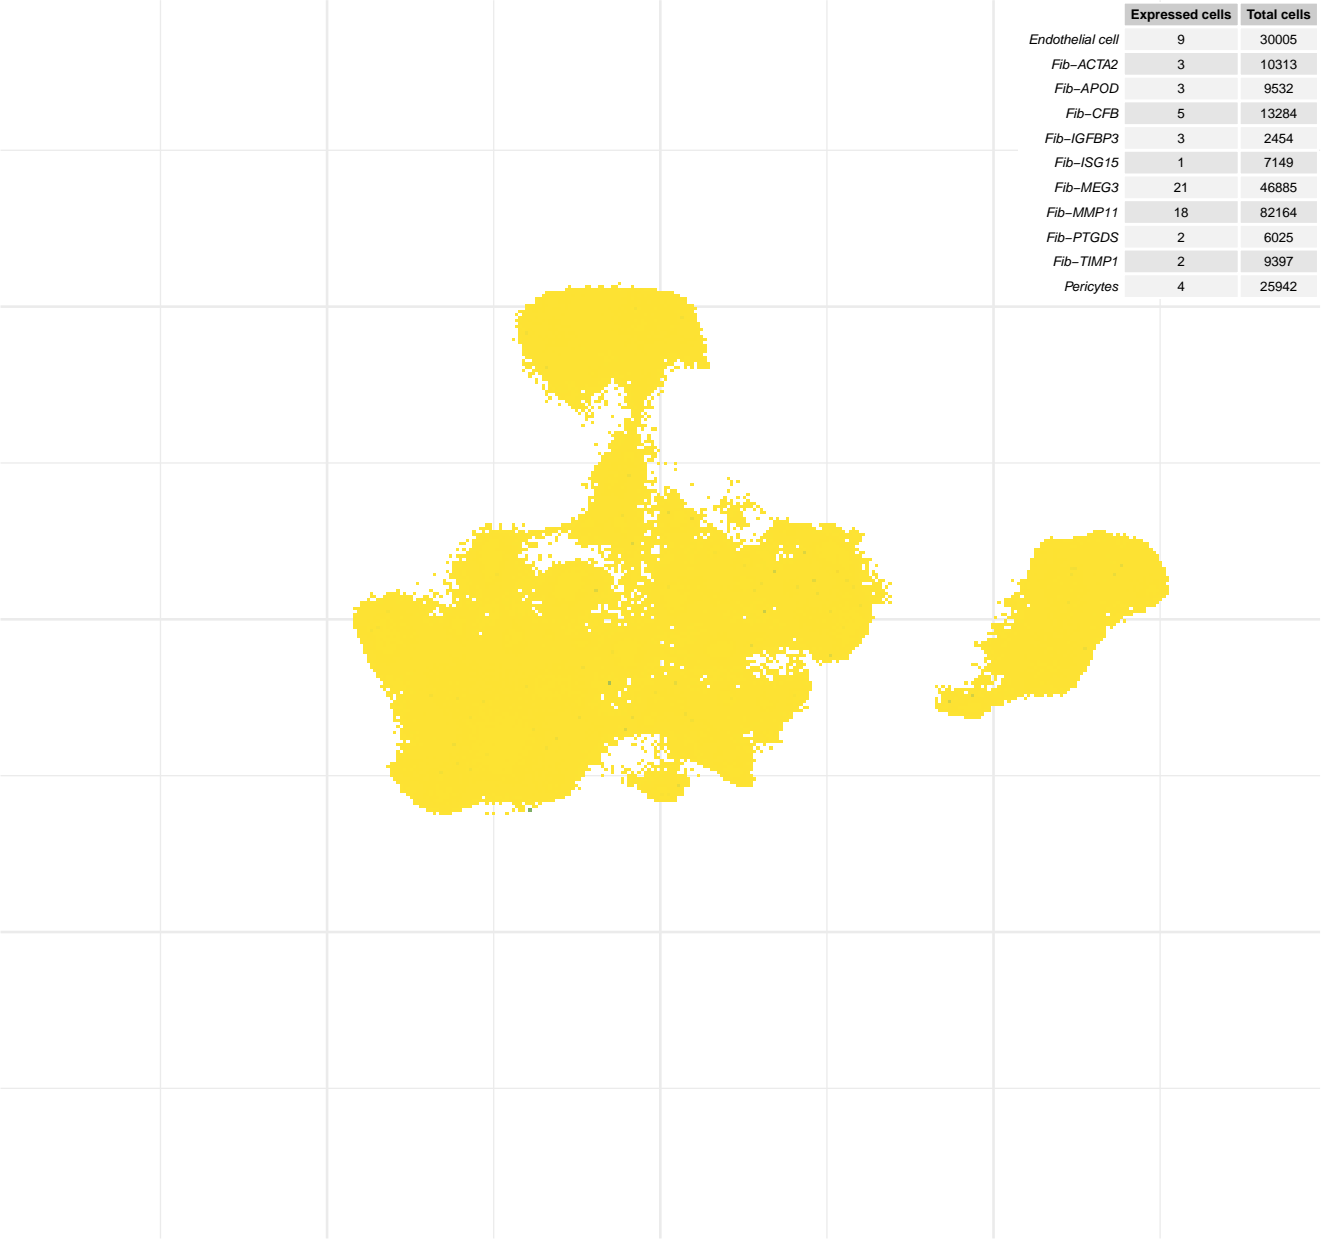 Expressed cells Total cells
Endothelial cell 9 30005
Fib−ACTA2 3 10313
Fib−APOD 3 9532
Fib−CFB 5 13284
Fib−IGFBP3 3 2454
Fib−ISG15 1 7149
Fib−MEG3 21 46885
Fib−MMP11 18 82164
Fib−PTGDS 2 6025
Fib−TIMP1 2 9397
Pericytes 4 25942